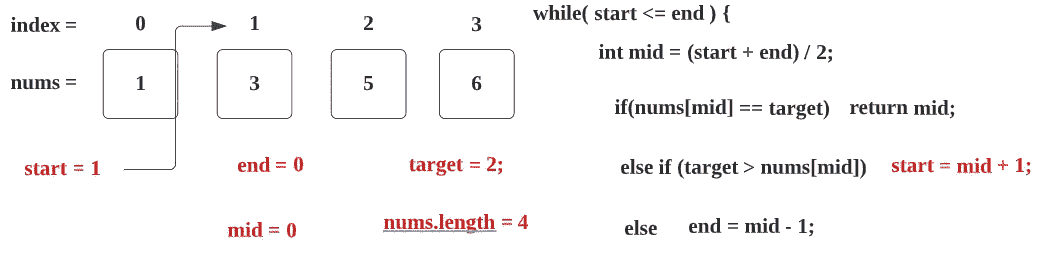 index = 0 1 2 3
nums = 1 3 5 6
start = 1 end = 0 target = 2;
mid = 0 nums.length = 4
while( start <= end ) {
int mid = (start + end) / 2;
if(nums[mid] == target) return mid;
else if (target > nums[mid]) start = mid + 1;
else end = mid - 1;